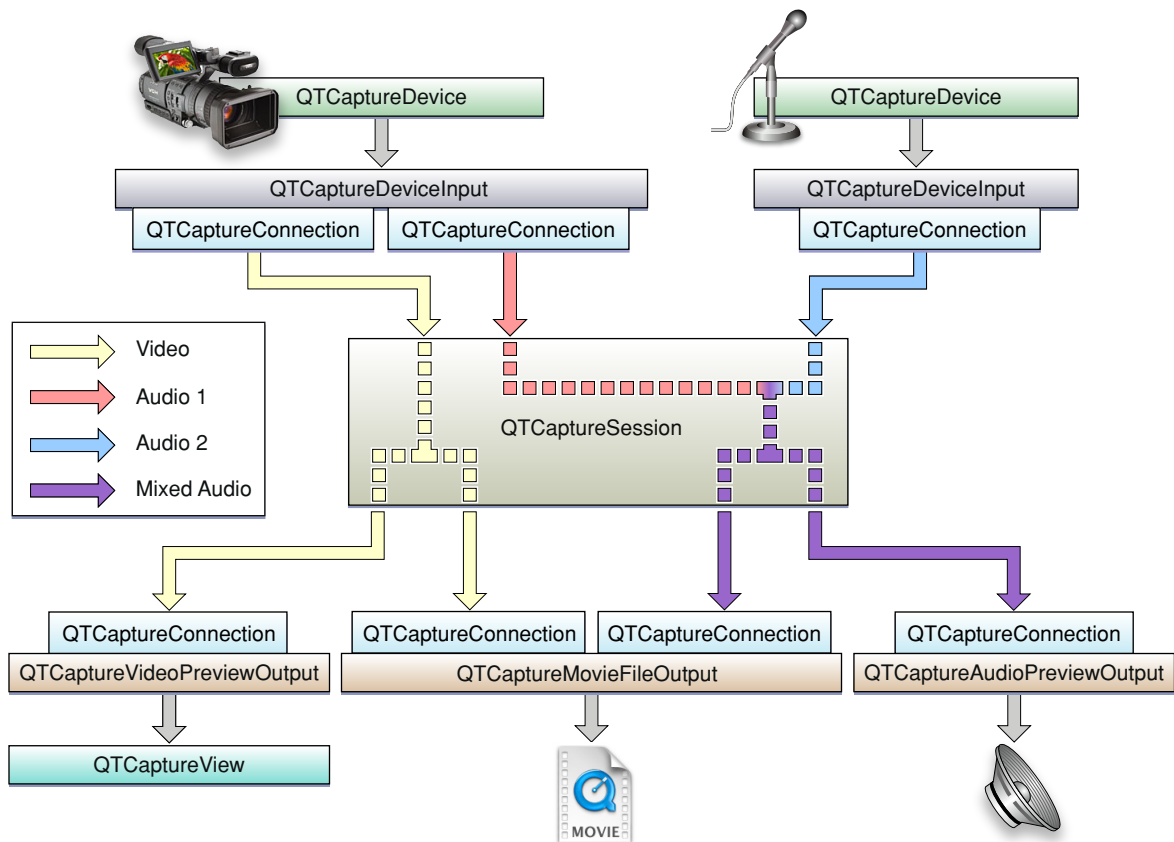 QTCaptureDevice
QTCaptureDevice
QTCaptureDeviceInput
QTCaptureDeviceInput
QTCaptureConnection
QTCaptureConnection
QTCaptureConnection
Video
Audio 1
Audio 2
Mixed Audio
QTCaptureSession
QTCaptureConnection
QTCaptureConnection
QTCaptureConnection
QTCaptureConnection
QTCaptureVideoPreviewOutput
QTCaptureMovieFileOutput
QTCaptureAudioPreviewOutput
QTCaptureView
MOVIE